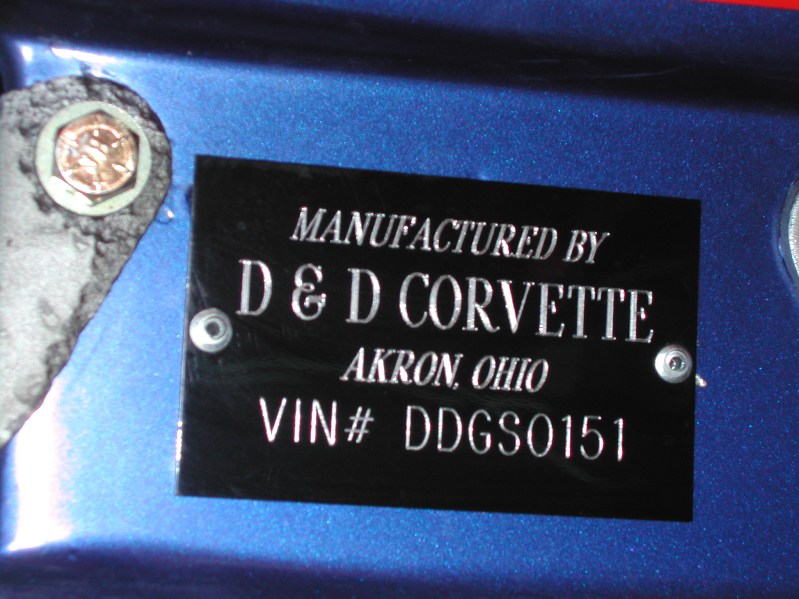 MANUFACTURED BY
D & D CORVETTE
AKRON, OHIO
VIN# DDGS0151